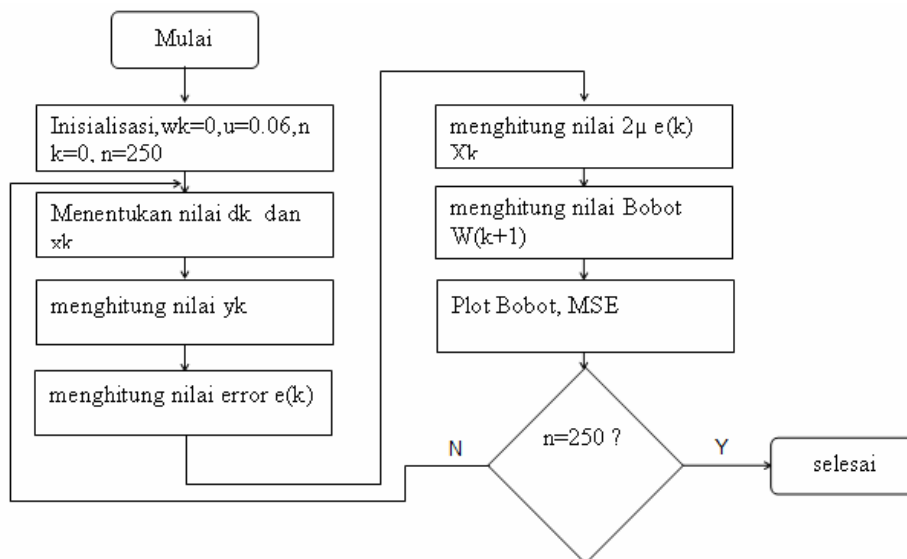 Mulai
Inisialisasi,wk=0,u=0.06,n
k=0, n=250
Menentukan nilai dk dan
xk
menghitung nilai yk
menghitung nilai error e(k)
menghitung nilai 2μ e(k)
Xk
menghitung nilai Bobot
W(k+1)
Plot Bobot, MSE
n=250 ?
N
Y
selesai